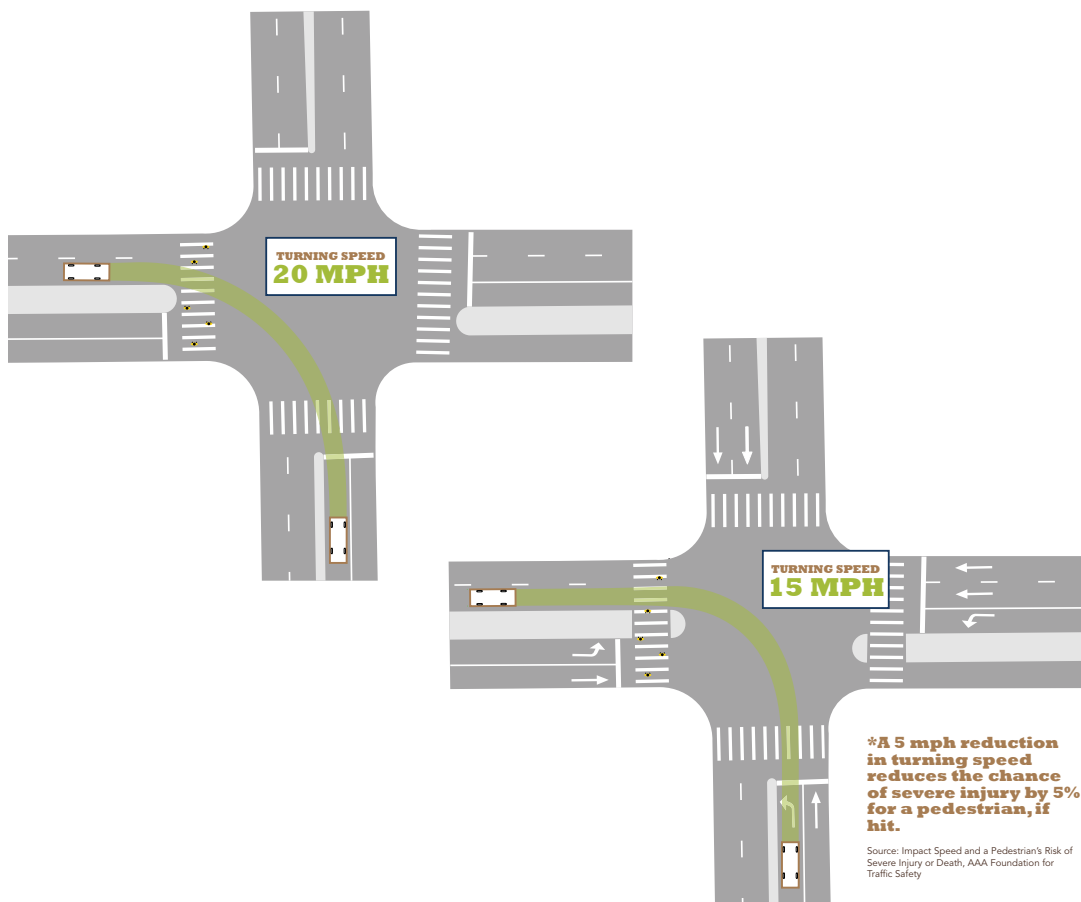 TURNING SPEED
20 MPH
TURNING SPEED
15 MPH
*A 5 mph reduction
in turning speed
reduces the chance
of severe injury by 5%
for a pedestrian, if
hit.
Source: Impact Speed and a Pedestrian's Risk of
Severe Injury or Death, AAA Foundation for
Traffic Safety